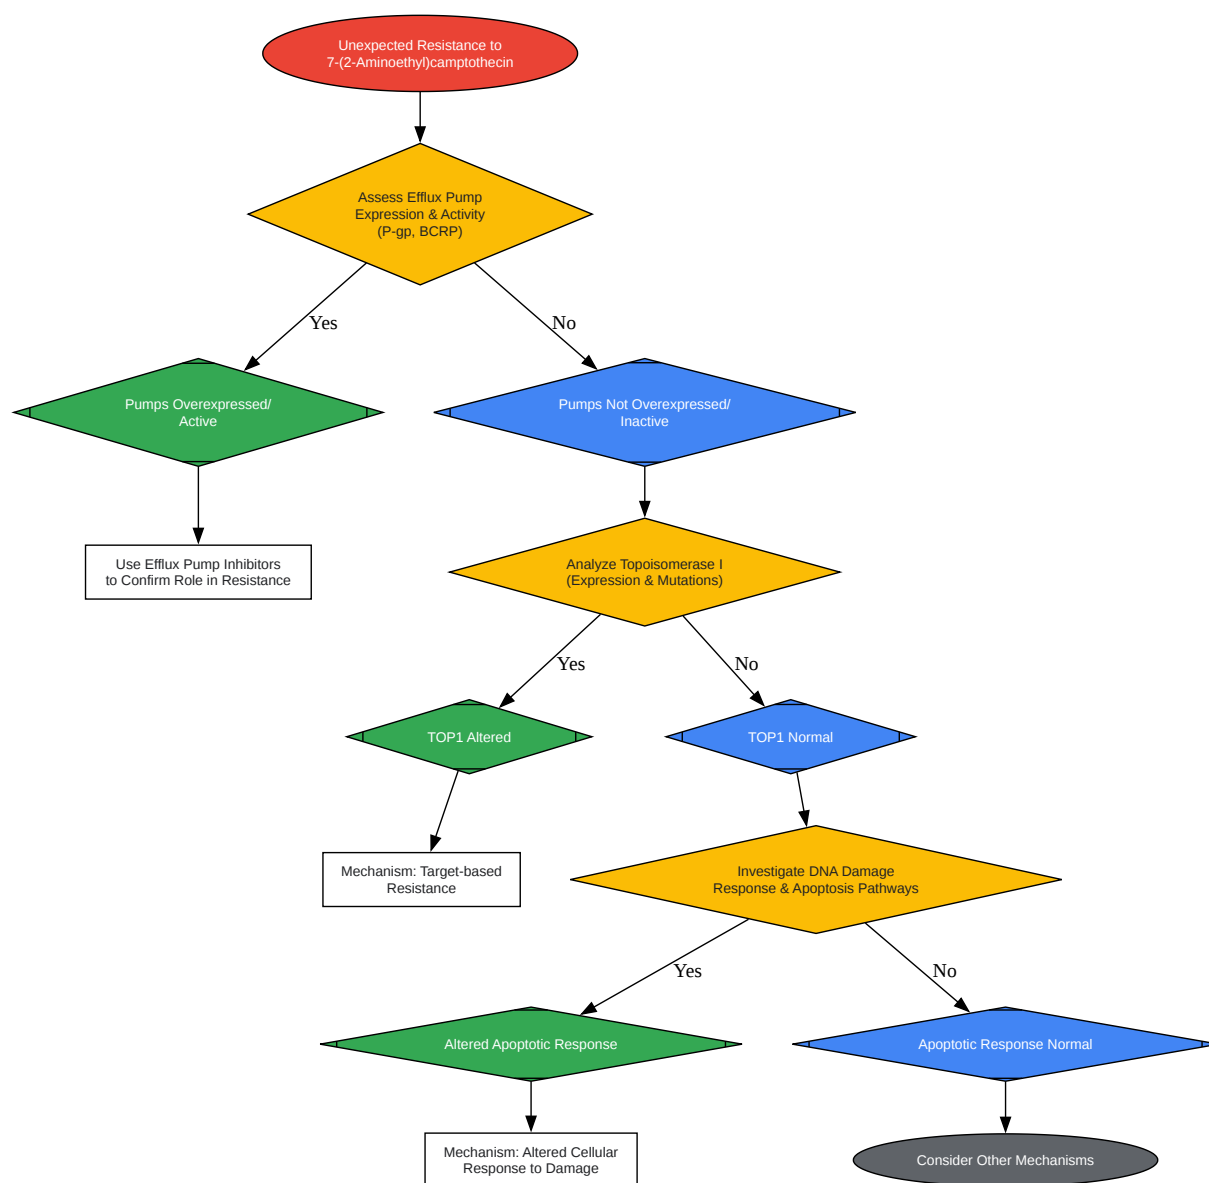 Unexpected Resistance to
7-(2-Aminoethyl)camptothecin
Assess Efflux Pump
Expression & Activity
(P-gp, BCRP)
Yes
No
Pumps Overexpressed/
Active
Pumps Not Overexpressed/
Inactive
Use Efflux Pump Inhibitors
to Confirm Role in Resistance
Analyze Topoisomerase I
(Expression & Mutations)
Yes
No
TOP1 Altered
TOP1 Normal
Mechanism: Target-based
Resistance
Investigate DNA Damage
Response & Apoptosis Pathways
Yes
No
Altered Apoptotic Response
Apoptotic Response Normal
Mechanism: Altered Cellular
Response to Damage
Consider Other Mechanisms